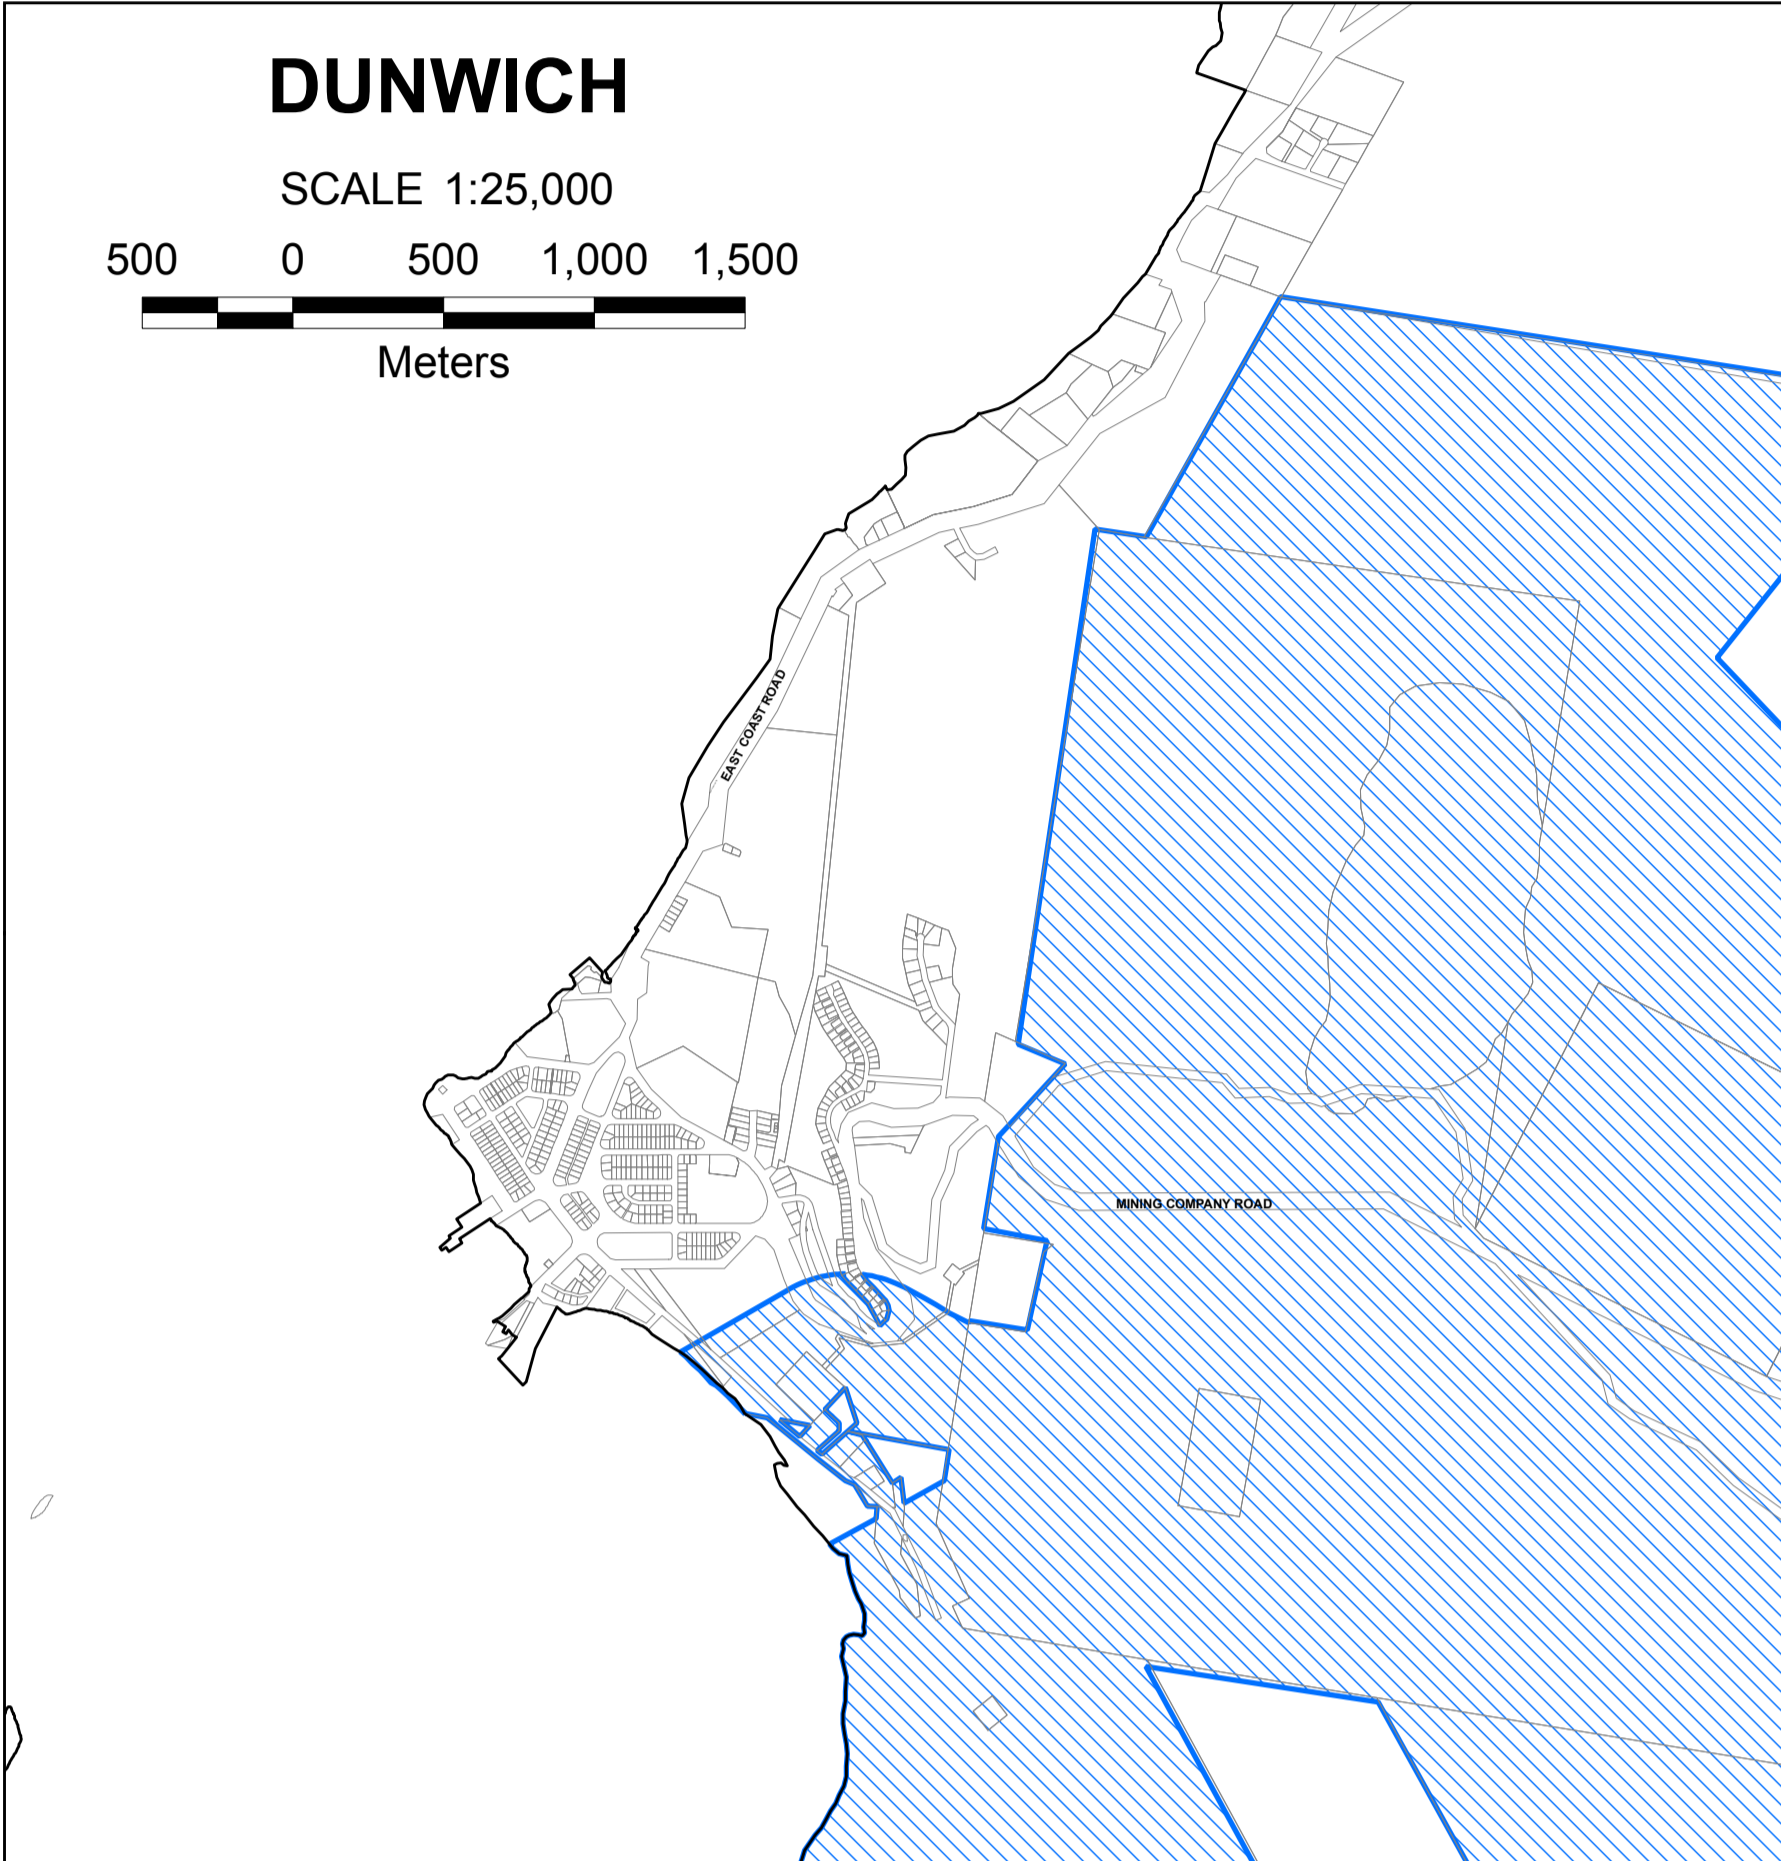 DUNWICH
SCALE 1:25,000
500 0 500 1,000 1,500
Meters
EAST COAST ROAD
MINING COMPANY ROAD